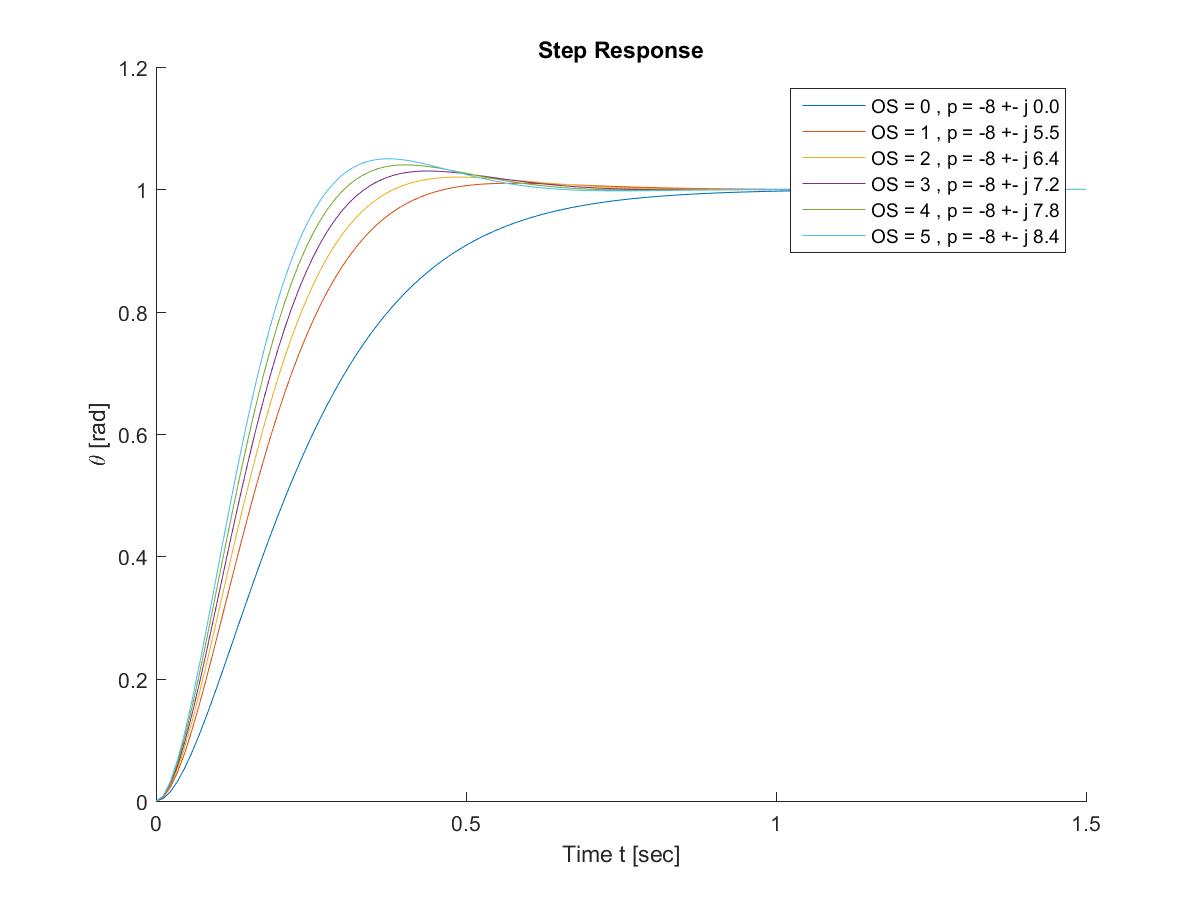 Step Response
1.2
1
0.8
0.6
0.4
0.2
0
θ [rad]
OS = 0 , p = -8 +- j 0.0
OS = 1 , p = -8 +- j 5.5
OS = 2 , p = -8 +- j 6.4
OS = 3 , p = -8 +- j 7.2
OS = 4 , p = -8 +- j 7.8
OS = 5 , p = -8 +- j 8.4
0 0.5 1 1.5
Time t [sec]